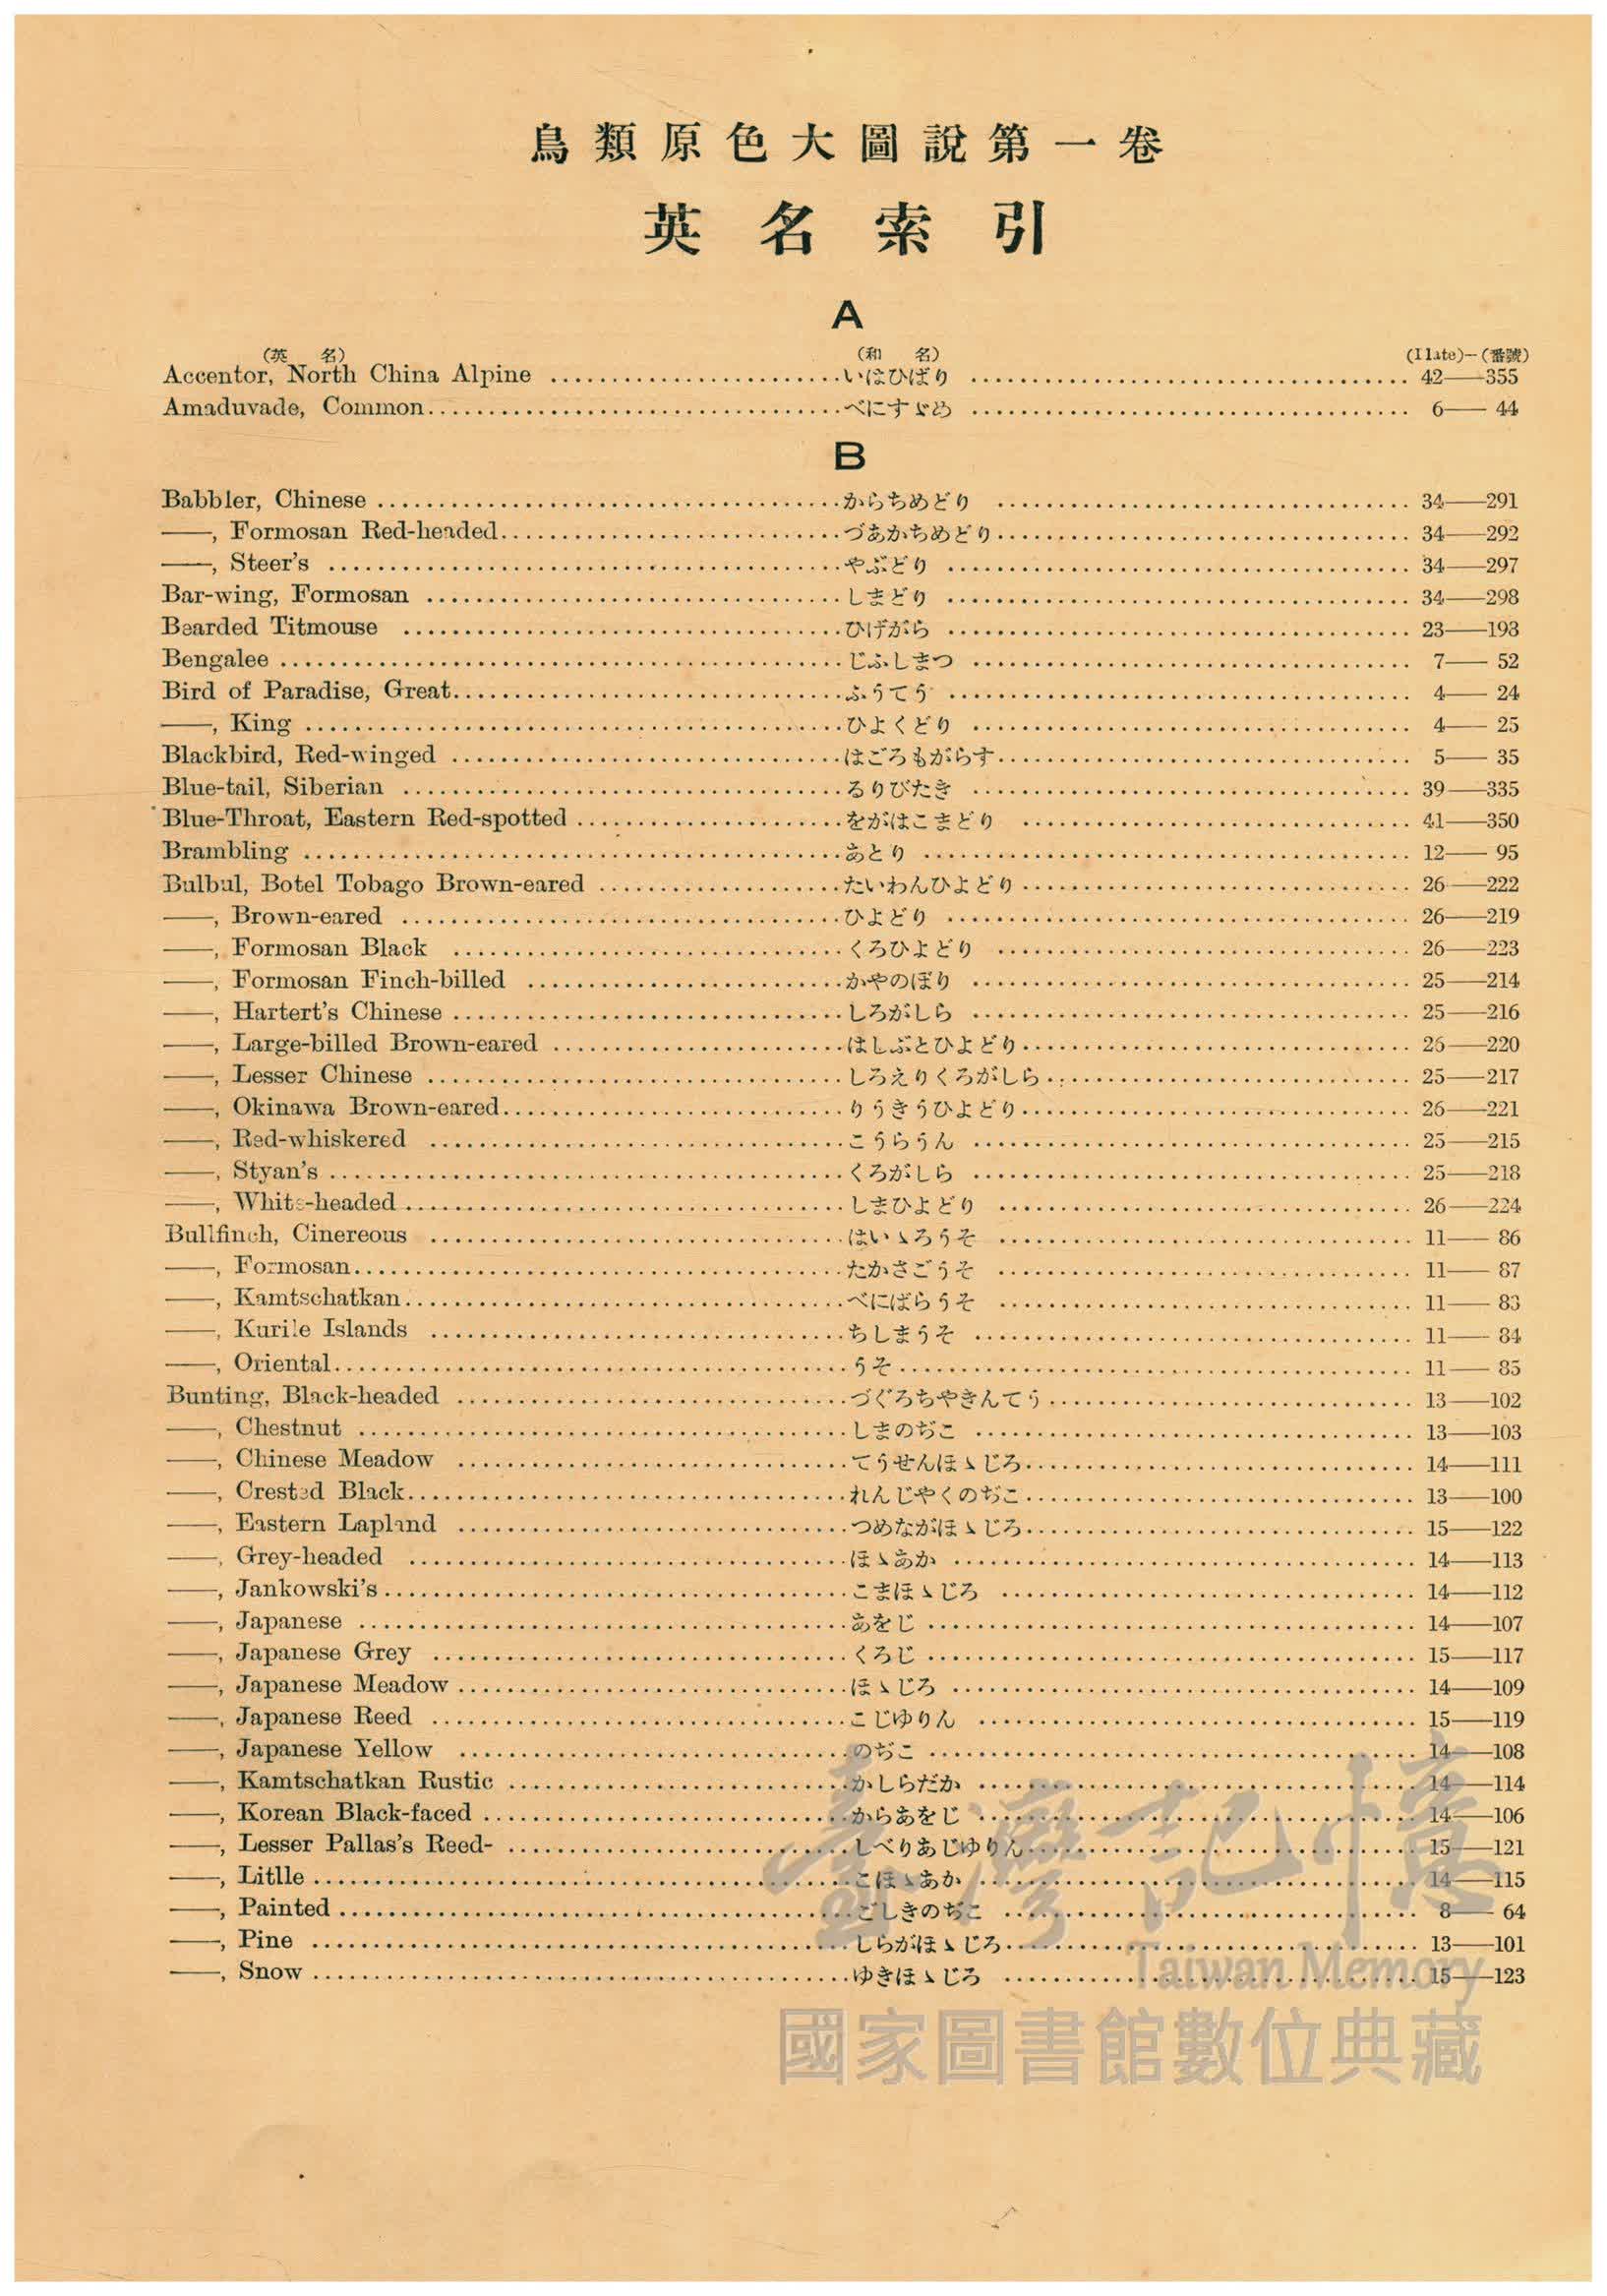 鳥類原色大圖說第一卷
英名索引
A
(英 名) (和 名) (Plate)—(番號)
Accentor, North China Alpine ........ いはひばり ........ 42——355
Amaduvade, Common ........ べにすゞめ ........ 6—— 44
B
Babbler, Chinese ........ からちめどり ........ 34——291
——, Formosan Red-headed ........ づあかちめどり ........ 34——292
——, Steer's ........ やぶどり ........ 34——297
Bar-wing, Formosan ........ しまどり ........ 34——298
Bearded Titmouse ........ ひげがら ........ 23——193
Bengalee ........ じふしまつ ........ 7—— 52
Bird of Paradise, Great ........ ふうてう ........ 4—— 24
——, King ........ ひよくどり ........ 4—— 25
Blackbird, Red-winged ........ はごろもがらす ........ 5—— 35
Blue-tail, Siberian ........ るりびたき ........ 39——335
Blue-Throat, Eastern Red-spotted ........ をがはこまどり ........ 41——350
Brambling ........ あとり ........ 12—— 95
Bulbul, Botel Tobago Brown-eared ........ たいわんひよどり ........ 26——222
——, Brown-eared ........ ひよどり ........ 26——219
——, Formosan Black ........ くろひよどり ........ 26——223
——, Formosan Finch-billed ........ かやのぼり ........ 25——214
——, Hartert's Chinese ........ しろがしら ........ 25——216
——, Large-billed Brown-eared ........ はしぶとひよどり ........ 26——220
——, Lesser Chinese ........ しろえりくろがしら ........ 25——217
——, Okinawa Brown-eared ........ りうきうひよどり ........ 26——221
——, Red-whiskered ........ こうらうん ........ 25——215
——, Styan's ........ くろがしら ........ 25——218
——, White-headed ........ しまひよどり ........ 26——224
Bullfinch, Cinereous ........ はいゝろうそ ........ 11—— 86
——, Formosan ........ たかさごうそ ........ 11—— 87
——, Kamtschatkan ........ べにばらうそ ........ 11—— 83
——, Kurile Islands ........ ちしまうそ ........ 11—— 84
——, Oriental ........ うそ ........ 11—— 85
Bunting, Black-headed ........ づぐろちやきんてう ........ 13——102
——, Chestnut ........ しまのぢこ ........ 13——103
——, Chinese Meadow ........ てうせんほゝじろ ........ 14——111
——, Crested Black ........ れんじやくのぢこ ........ 13——100
——, Eastern Lapland ........ つめながほゝじろ ........ 15——122
——, Grey-headed ........ ほゝあか ........ 14——113
——, Jankowski's ........ こまほゝじろ ........ 14——112
——, Japanese ........ あをじ ........ 14——107
——, Japanese Grey ........ くろじ ........ 15——117
——, Japanese Meadow ........ ほゝじろ ........ 14——109
——, Japanese Reed ........ こじゆりん ........ 15——119
——, Japanese Yellow ........ のぢこ ........ 14——108
——, Kamtschatkan Rustic ........ かしらだか ........ 14——114
——, Korean Black-faced ........ からあをじ ........ 14——106
——, Lesser Pallas's Reed- ........ しべりあじゆりん ........ 15——121
——, Litlle ........ こほゝあか ........ 14——115
——, Painted ........ ごしきのぢこ ........ 8—— 64
——, Pine ........ しらがほゝじろ ........ 13——101
——, Snow ........ ゆきほゝじろ ........ 15——123
臺灣記憶
Taiwan Memory
國家圖書館數位典藏